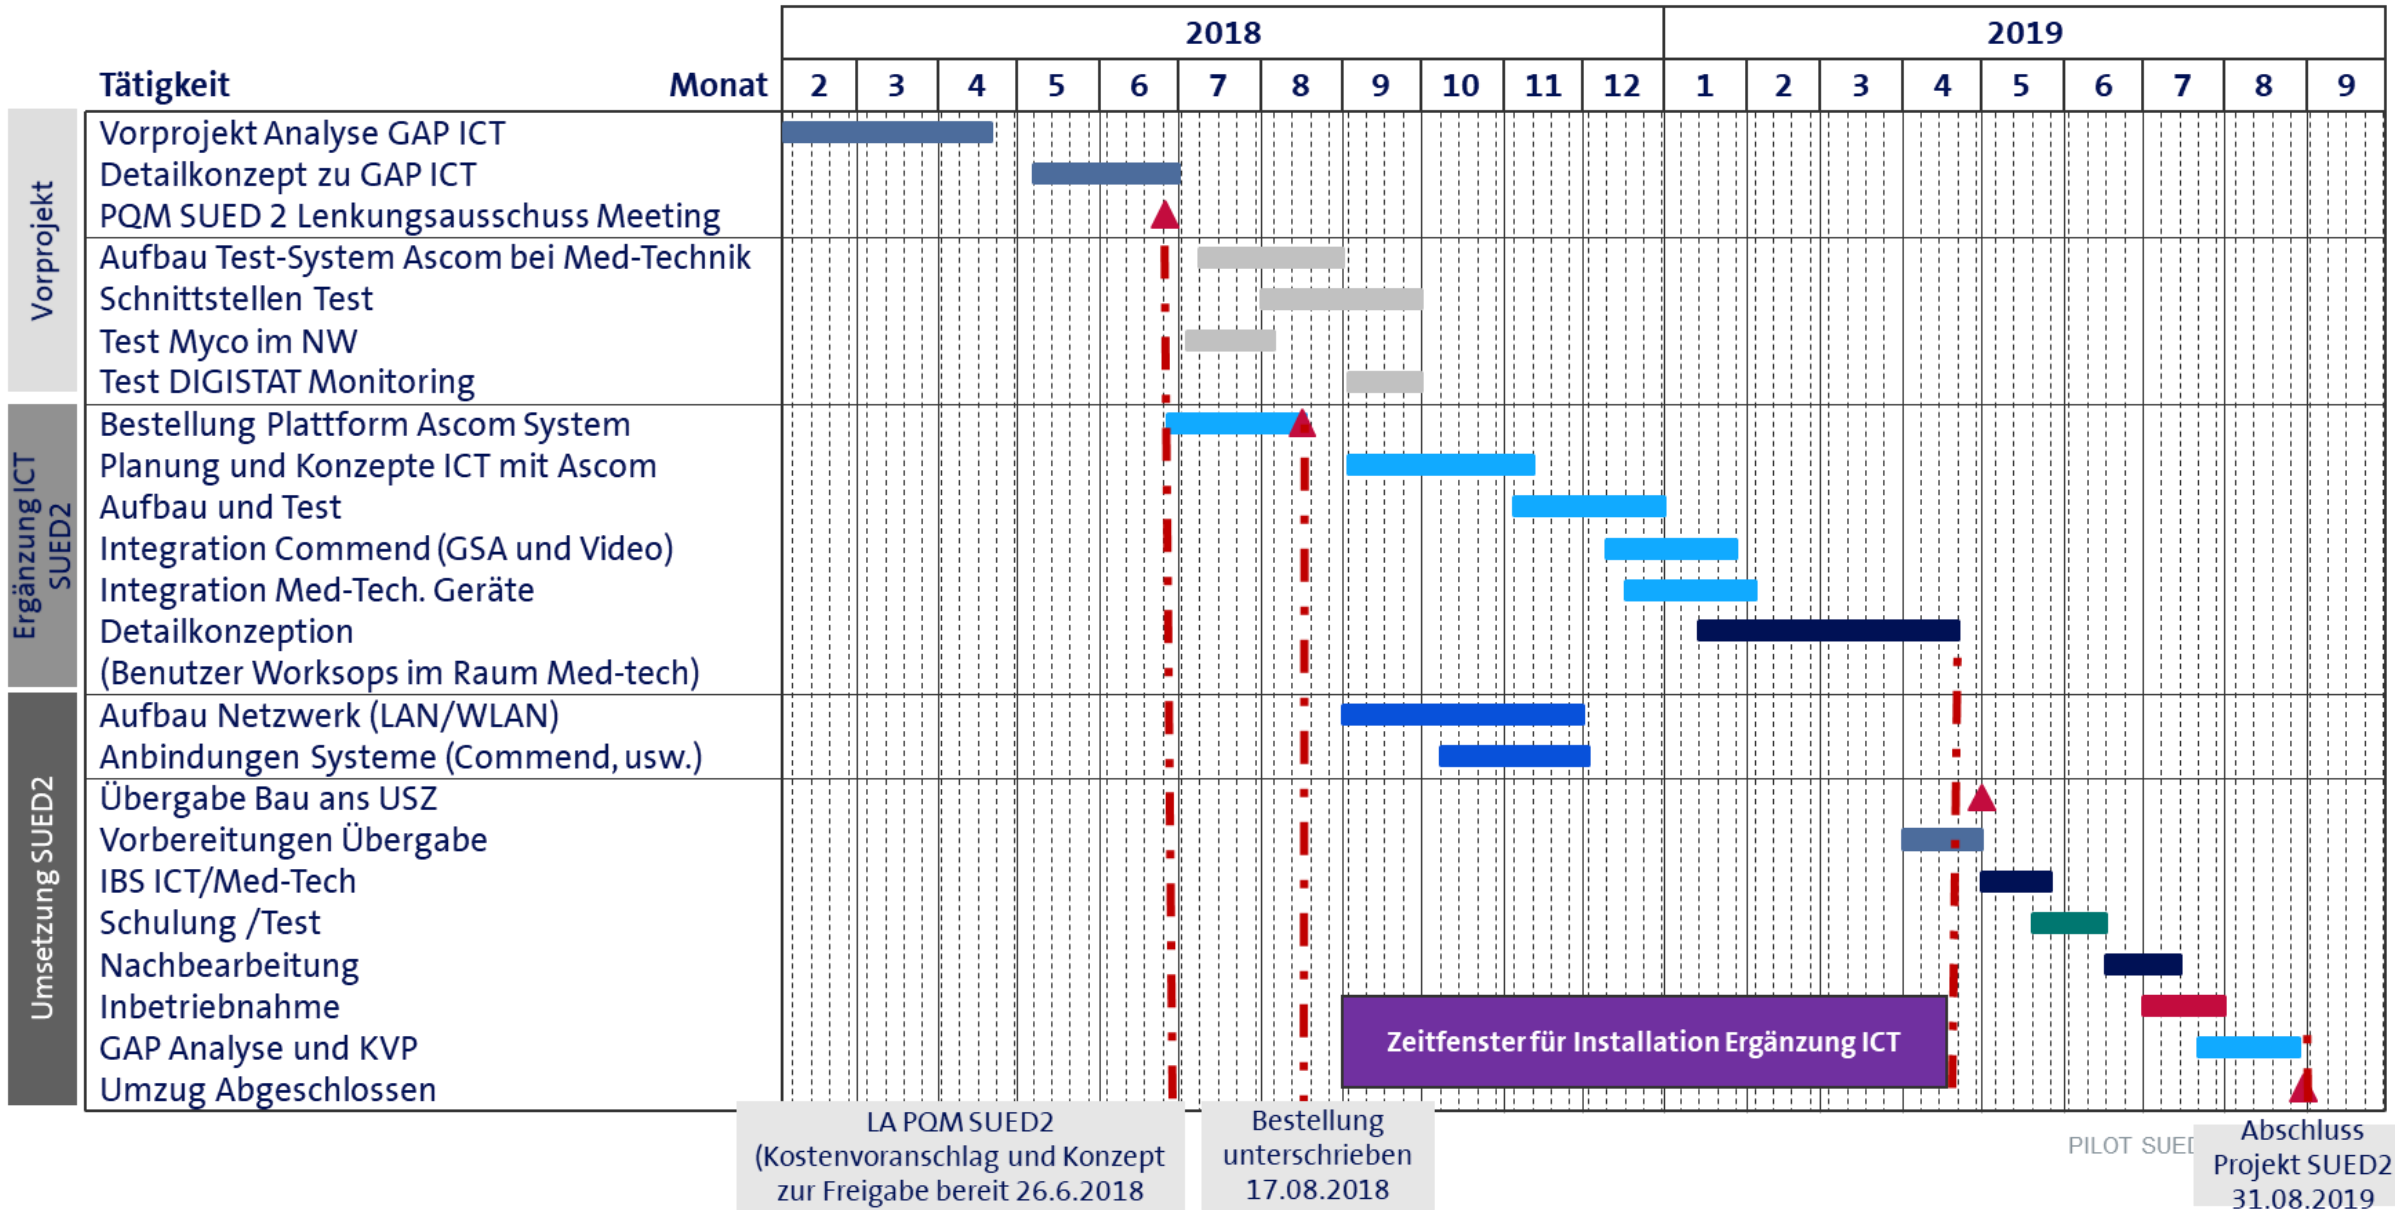 2018 2019
Tätigkeit Monat 2 3 4 5 6 7 8 9 10 11 12 1 2 3 4 5 6 7 8 9
Vorprojekt
Vorprojekt Analyse GAP ICT
Detailkonzept zu GAP ICT
PQM SUED 2 Lenkungsausschuss Meeting
Aufbau Test-System Ascom bei Med-Technik
Schnittstellen Test
Test Myco im NW
Test DIGISTAT Monitoring
Ergänzung ICT
SUED2
Bestellung Plattform Ascom System
Planung und Konzepte ICT mit Ascom
Aufbau und Test
Integration Commend (GSA und Video)
Integration Med-Tech. Geräte
Detailkonzeption
(Benutzer Worksops im Raum Med-tech)
Umsetzung SUED2
Aufbau Netzwerk (LAN/WLAN)
Anbindungen Systeme (Commend, usw.)
Übergabe Bau ans USZ
Vorbereitungen Übergabe
IBS ICT/Med-Tech
Schulung /Test
Nachbearbeitung
Inbetriebnahme
GAP Analyse und KVP
Umzug Abgeschlossen
Zeitfenster für Installation Ergänzung ICT
LA PQM SUED2
(Kostenvoranschlag und Konzept
zur Freigabe bereit 26.6.2018
Bestellung
unterschrieben
17.08.2018
PILOT SUED
Abschluss
Projekt SUED2
31.08.2019